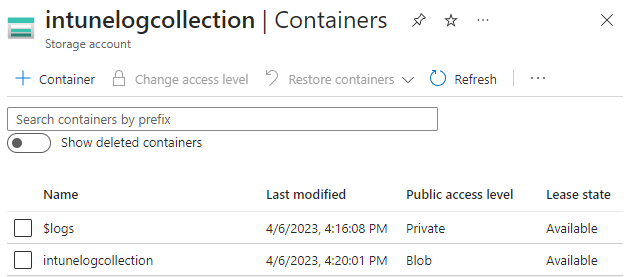 intunelogcollection | Containers
Storage account
Container Change access level Restore containers Refresh
Search containers by prefix
Show deleted containers
Name Last modified Public access level Lease state
$logs 4/6/2023, 4:16:08 PM Private Available
intunelogcollection 4/6/2023, 4:20:01 PM Blob Available